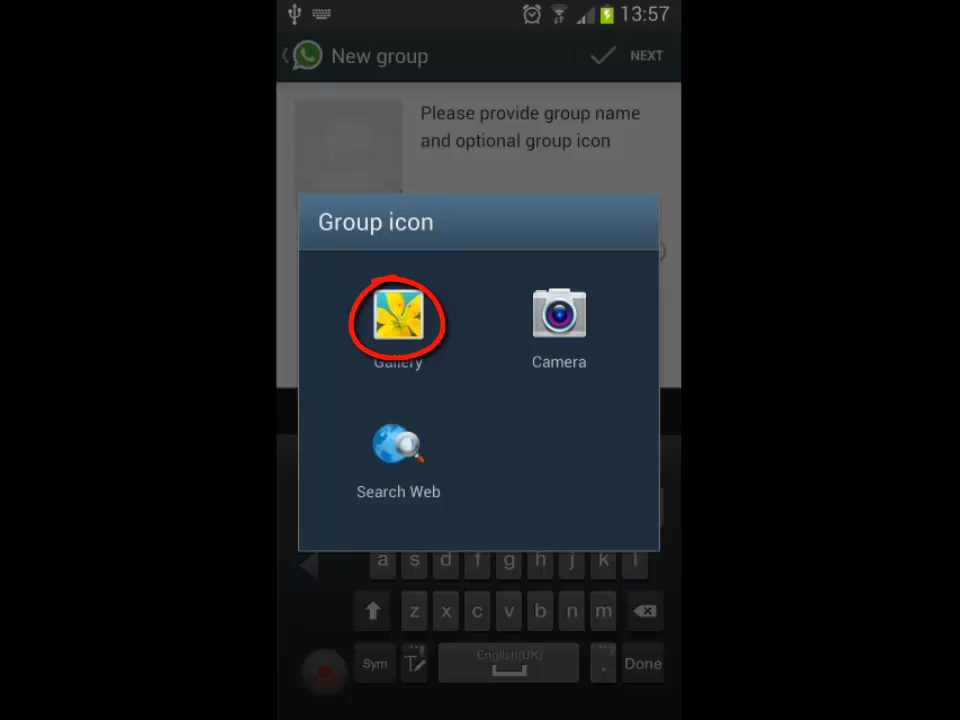 13:57
New group
NEXT
Please provide group name
and optional group icon
Group icon
Gallery
Camera
Search Web
a s d f g h j k l
z x c v b n m
Sym
English(UK)
.
Done